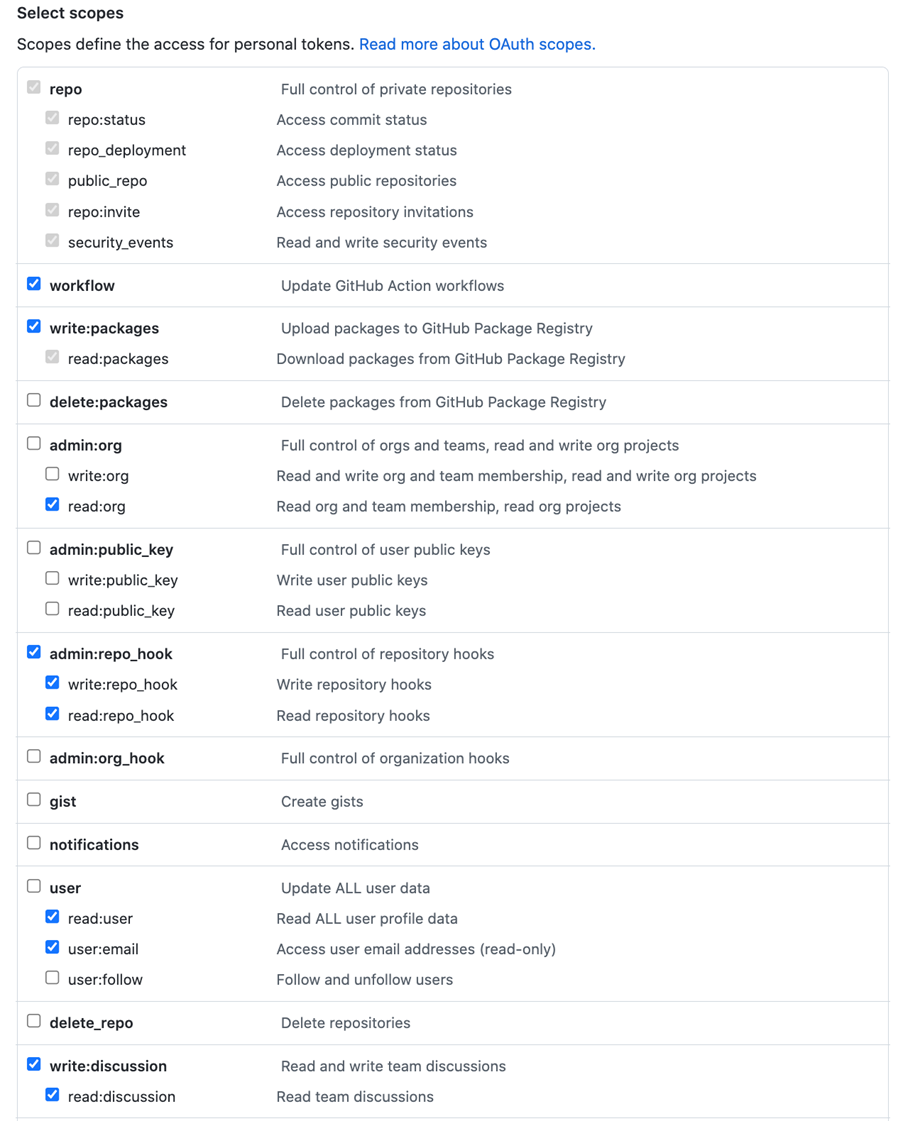 Select scopes
Scopes define the access for personal tokens. Read more about OAuth scopes.
repo Full control of private repositories
repo:status Access commit status
repo_deployment Access deployment status
public_repo Access public repositories
repo:invite Access repository invitations
security_events Read and write security events
workflow Update GitHub Action workflows
write:packages Upload packages to GitHub Package Registry
read:packages Download packages from GitHub Package Registry
delete:packages Delete packages from GitHub Package Registry
admin:org Full control of orgs and teams, read and write org projects
write:org Read and write org and team membership, read and write org projects
read:org Read org and team membership, read org projects
admin:public_key Full control of user public keys
write:public_key Write user public keys
read:public_key Read user public keys
admin:repo_hook Full control of repository hooks
write:repo_hook Write repository hooks
read:repo_hook Read repository hooks
admin:org_hook Full control of organization hooks
gist Create gists
notifications Access notifications
user Update ALL user data
read:user Read ALL user profile data
user:email Access user email addresses (read-only)
user:follow Follow and unfollow users
delete_repo Delete repositories
write:discussion Read and write team discussions
read:discussion Read team discussions